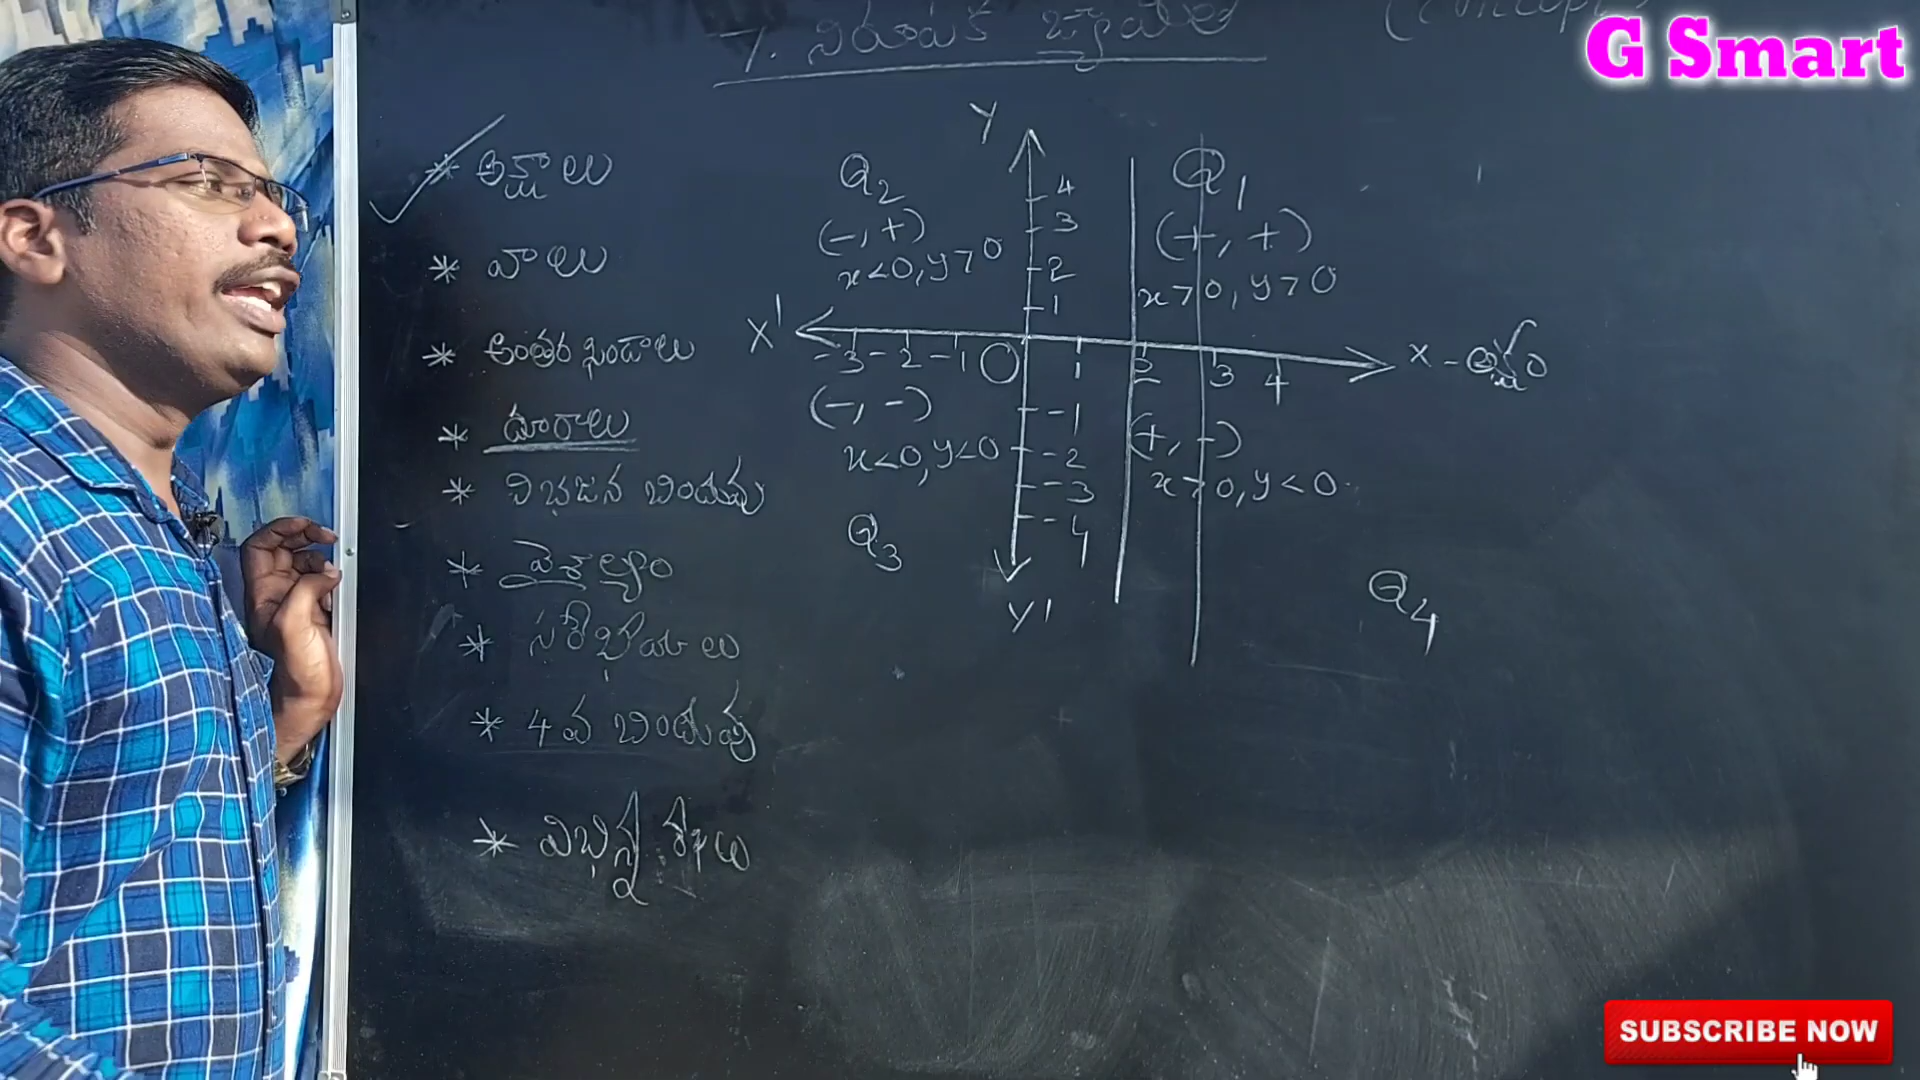 7. నిరూపక జ్యామితి
G Smart
* అక్షాలు
* వాలు
* అంతర ఖండాలు
* దూరాలు
* విభజన బిందువు
* వైశాల్యం
* సరేఖీయాలు
* 4వ బిందువు
* విభిన్న రేఖలు
Y
Q2
(-, +)
x<0, y>0
Q1
(+, +)
x>0, y>0
4
3
2
1
X' -3 -2 -1 O 1 2 3 4 X - అక్షం
(-, -)
x<0, y<0
Q3
-1
-2
-3
-4
Y'
(+, -)
x>0, y<0.
Q4
SUBSCRIBE NOW